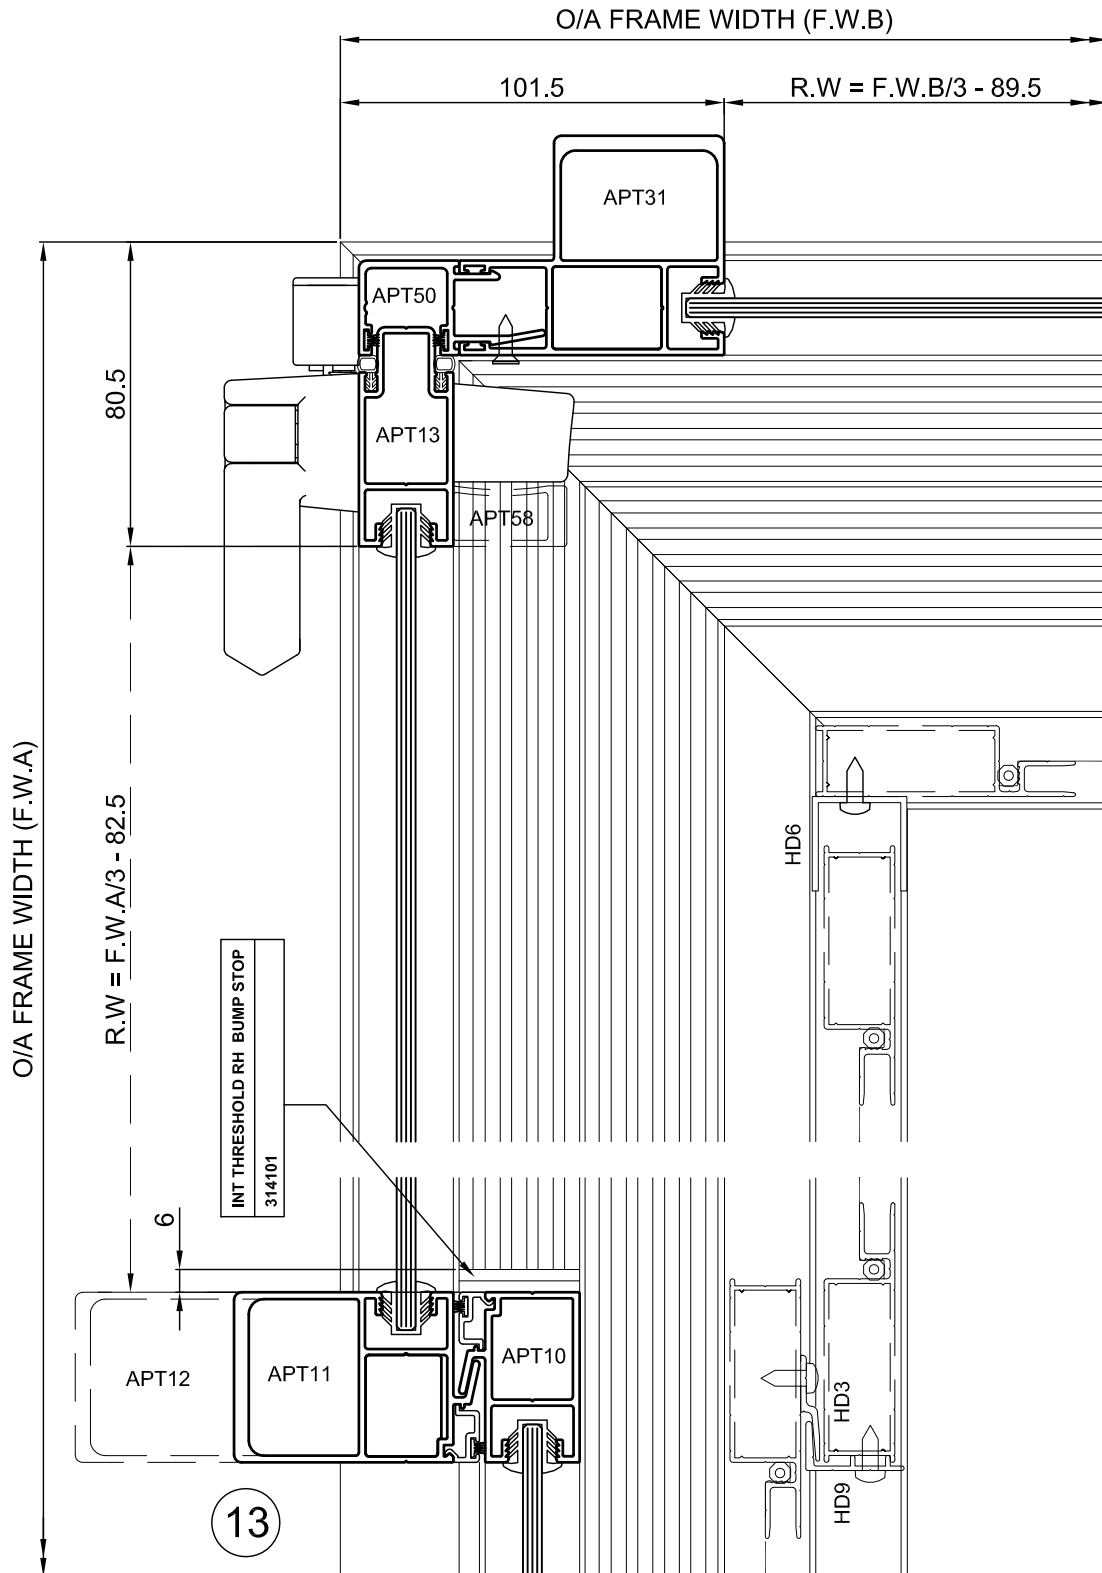 O/A FRAME WIDTH (F.W.B)
101.5
R.W = F.W.B/3 - 89.5
APT31
APT50
80.5
APT13
APT58
O/A FRAME WIDTH (F.W.A)
R.W = F.W.A/3 - 82.5
HD6
INT THRESHOLD RH BUMP STOP
314101
6
APT12
APT11
APT10
HD3
HD9
13